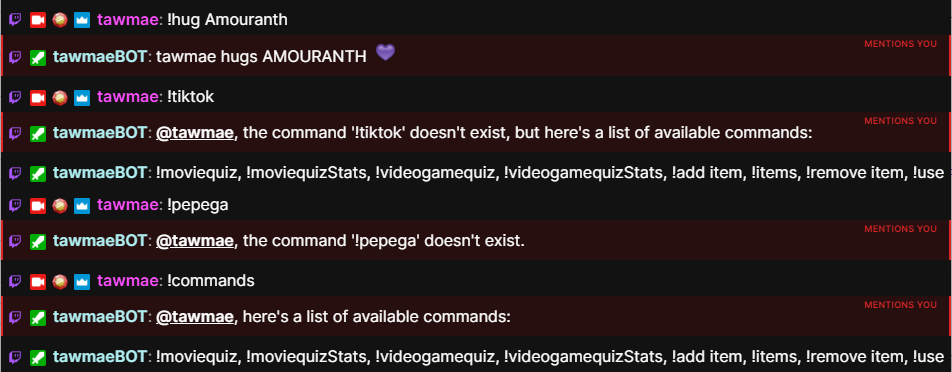 tawmae: !hug Amouranth
MENTIONS YOU
tawmaeBOT: tawmae hugs AMOURANTH 💜
tawmae: !tiktok
MENTIONS YOU
tawmaeBOT: @tawmae, the command '!tiktok' doesn't exist, but here's a list of available commands:
tawmaeBOT: !moviequiz, !moviequizStats, !videogamequiz, !videogamequizStats, !add item, !items, !remove item, !use
tawmae: !pepega
MENTIONS YOU
tawmaeBOT: @tawmae, the command '!pepega' doesn't exist.
tawmae: !commands
MENTIONS YOU
tawmaeBOT: @tawmae, here's a list of available commands:
tawmaeBOT: !moviequiz, !moviequizStats, !videogamequiz, !videogamequizStats, !add item, !items, !remove item, !use